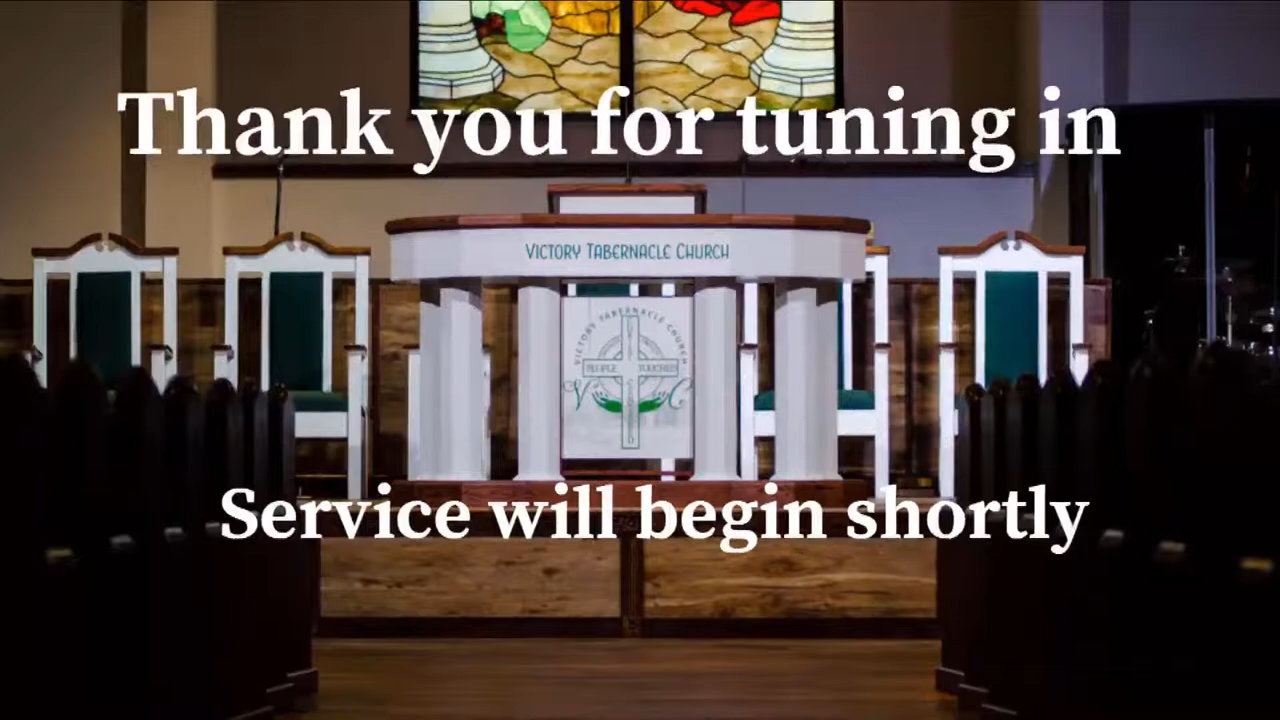 Thank you for tuning in
VICTORY TABERNACLE CHURCH
VICTORY TABERNACLE CHURCH
PEOPLE TOUCHED
V C
Service will begin shortly